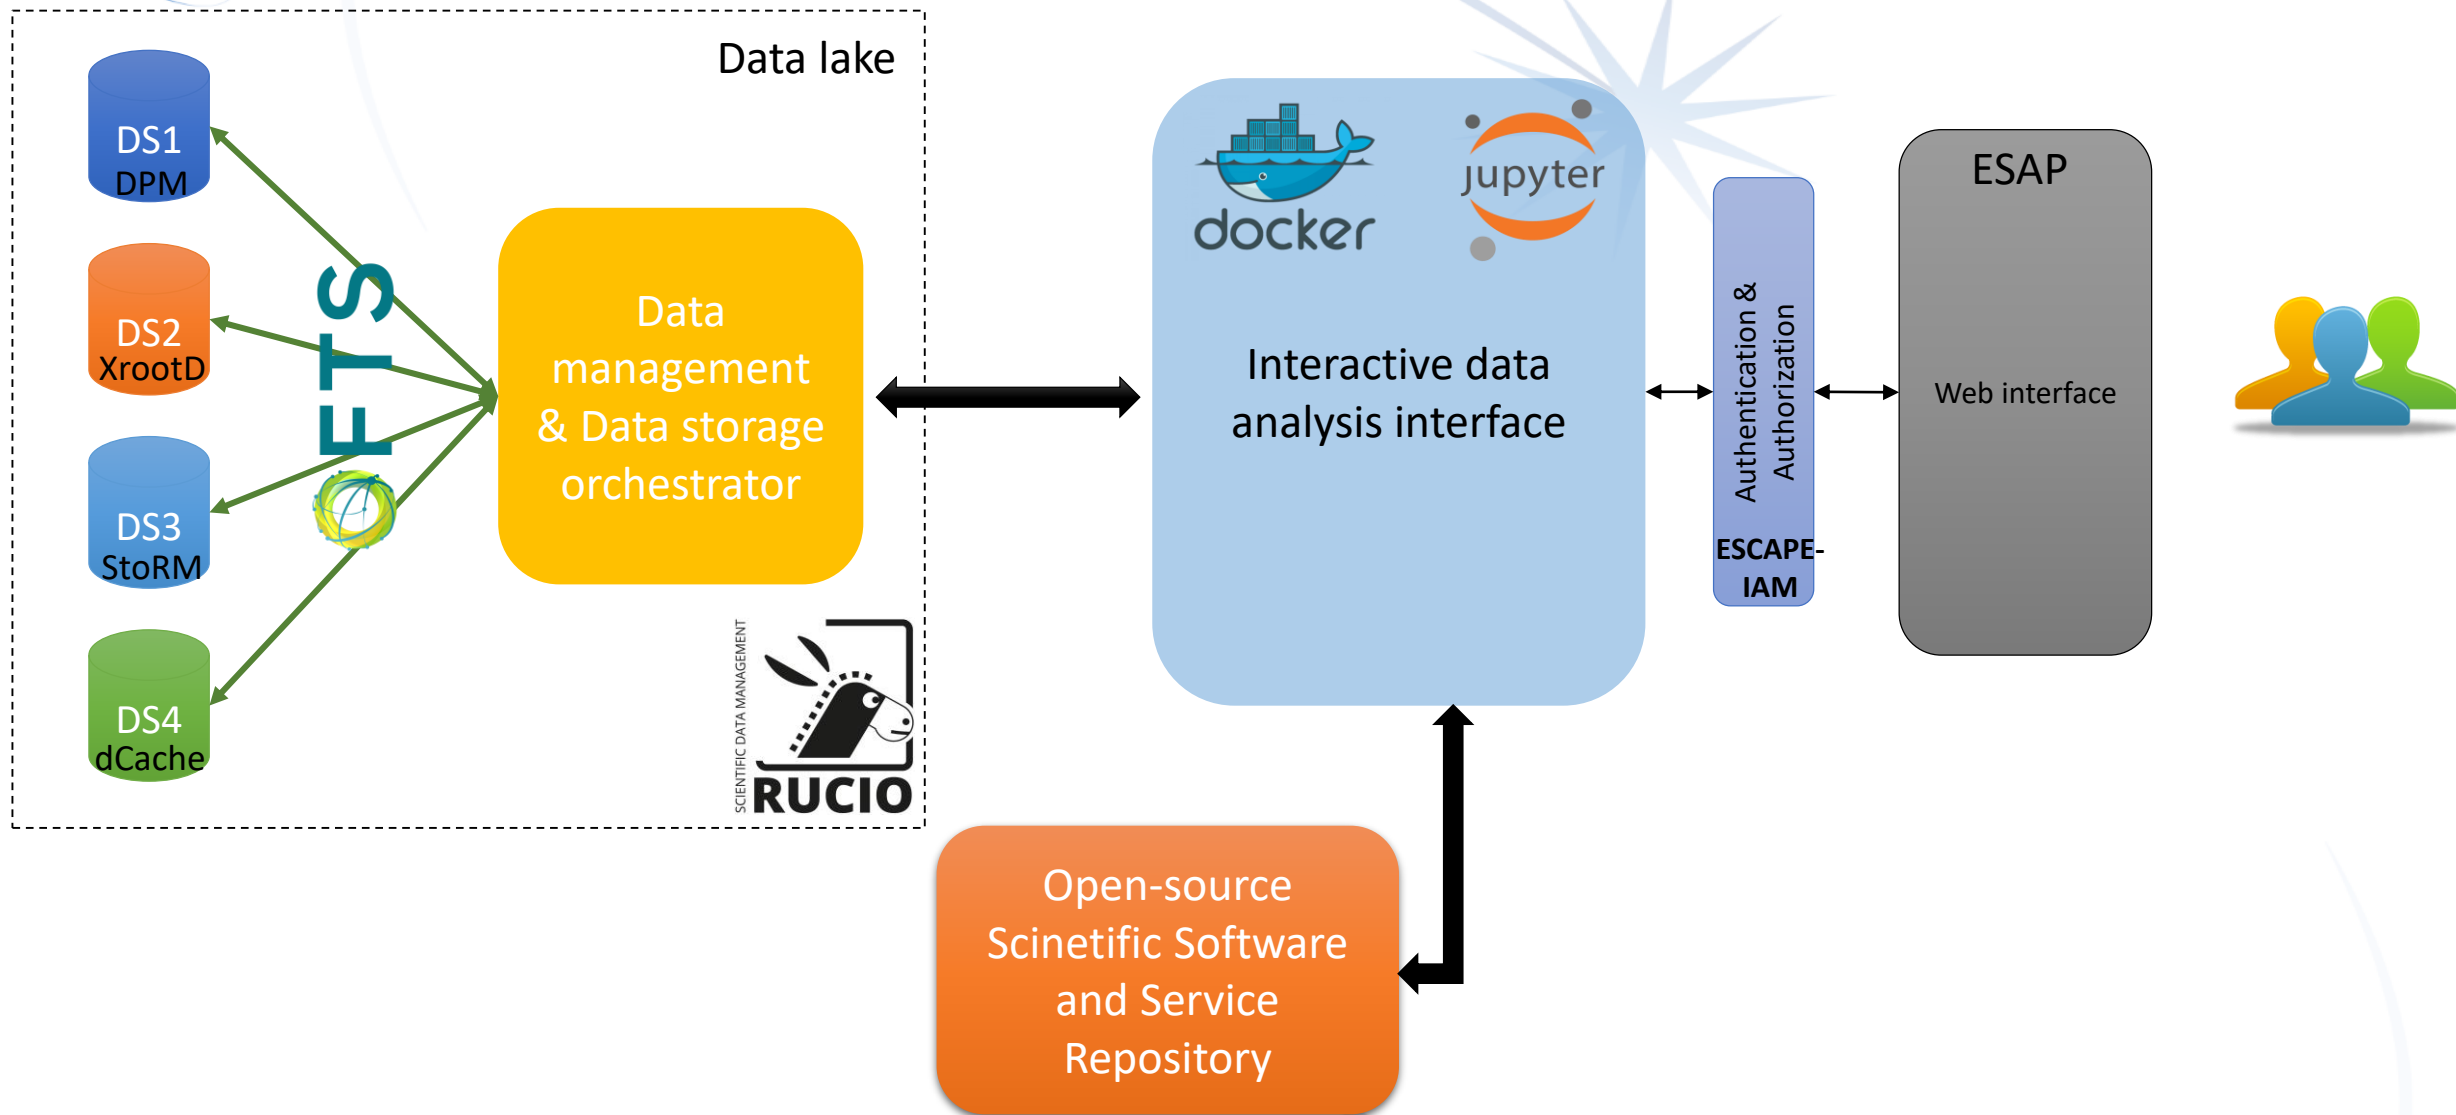 Data lake
DS1
DPM
DS2
XrootD
DS3
StoRM
DS4
dCache
FTS
Data
management
& Data storage
orchestrator
SCIENTIFIC DATA MANAGEMENT
RUCIO
docker
jupyter
Interactive data
analysis interface
Authentication &
Authorization
ESCAPE-
IAM
ESAP
Web interface
Open-source
Scinetific Software
and Service
Repository